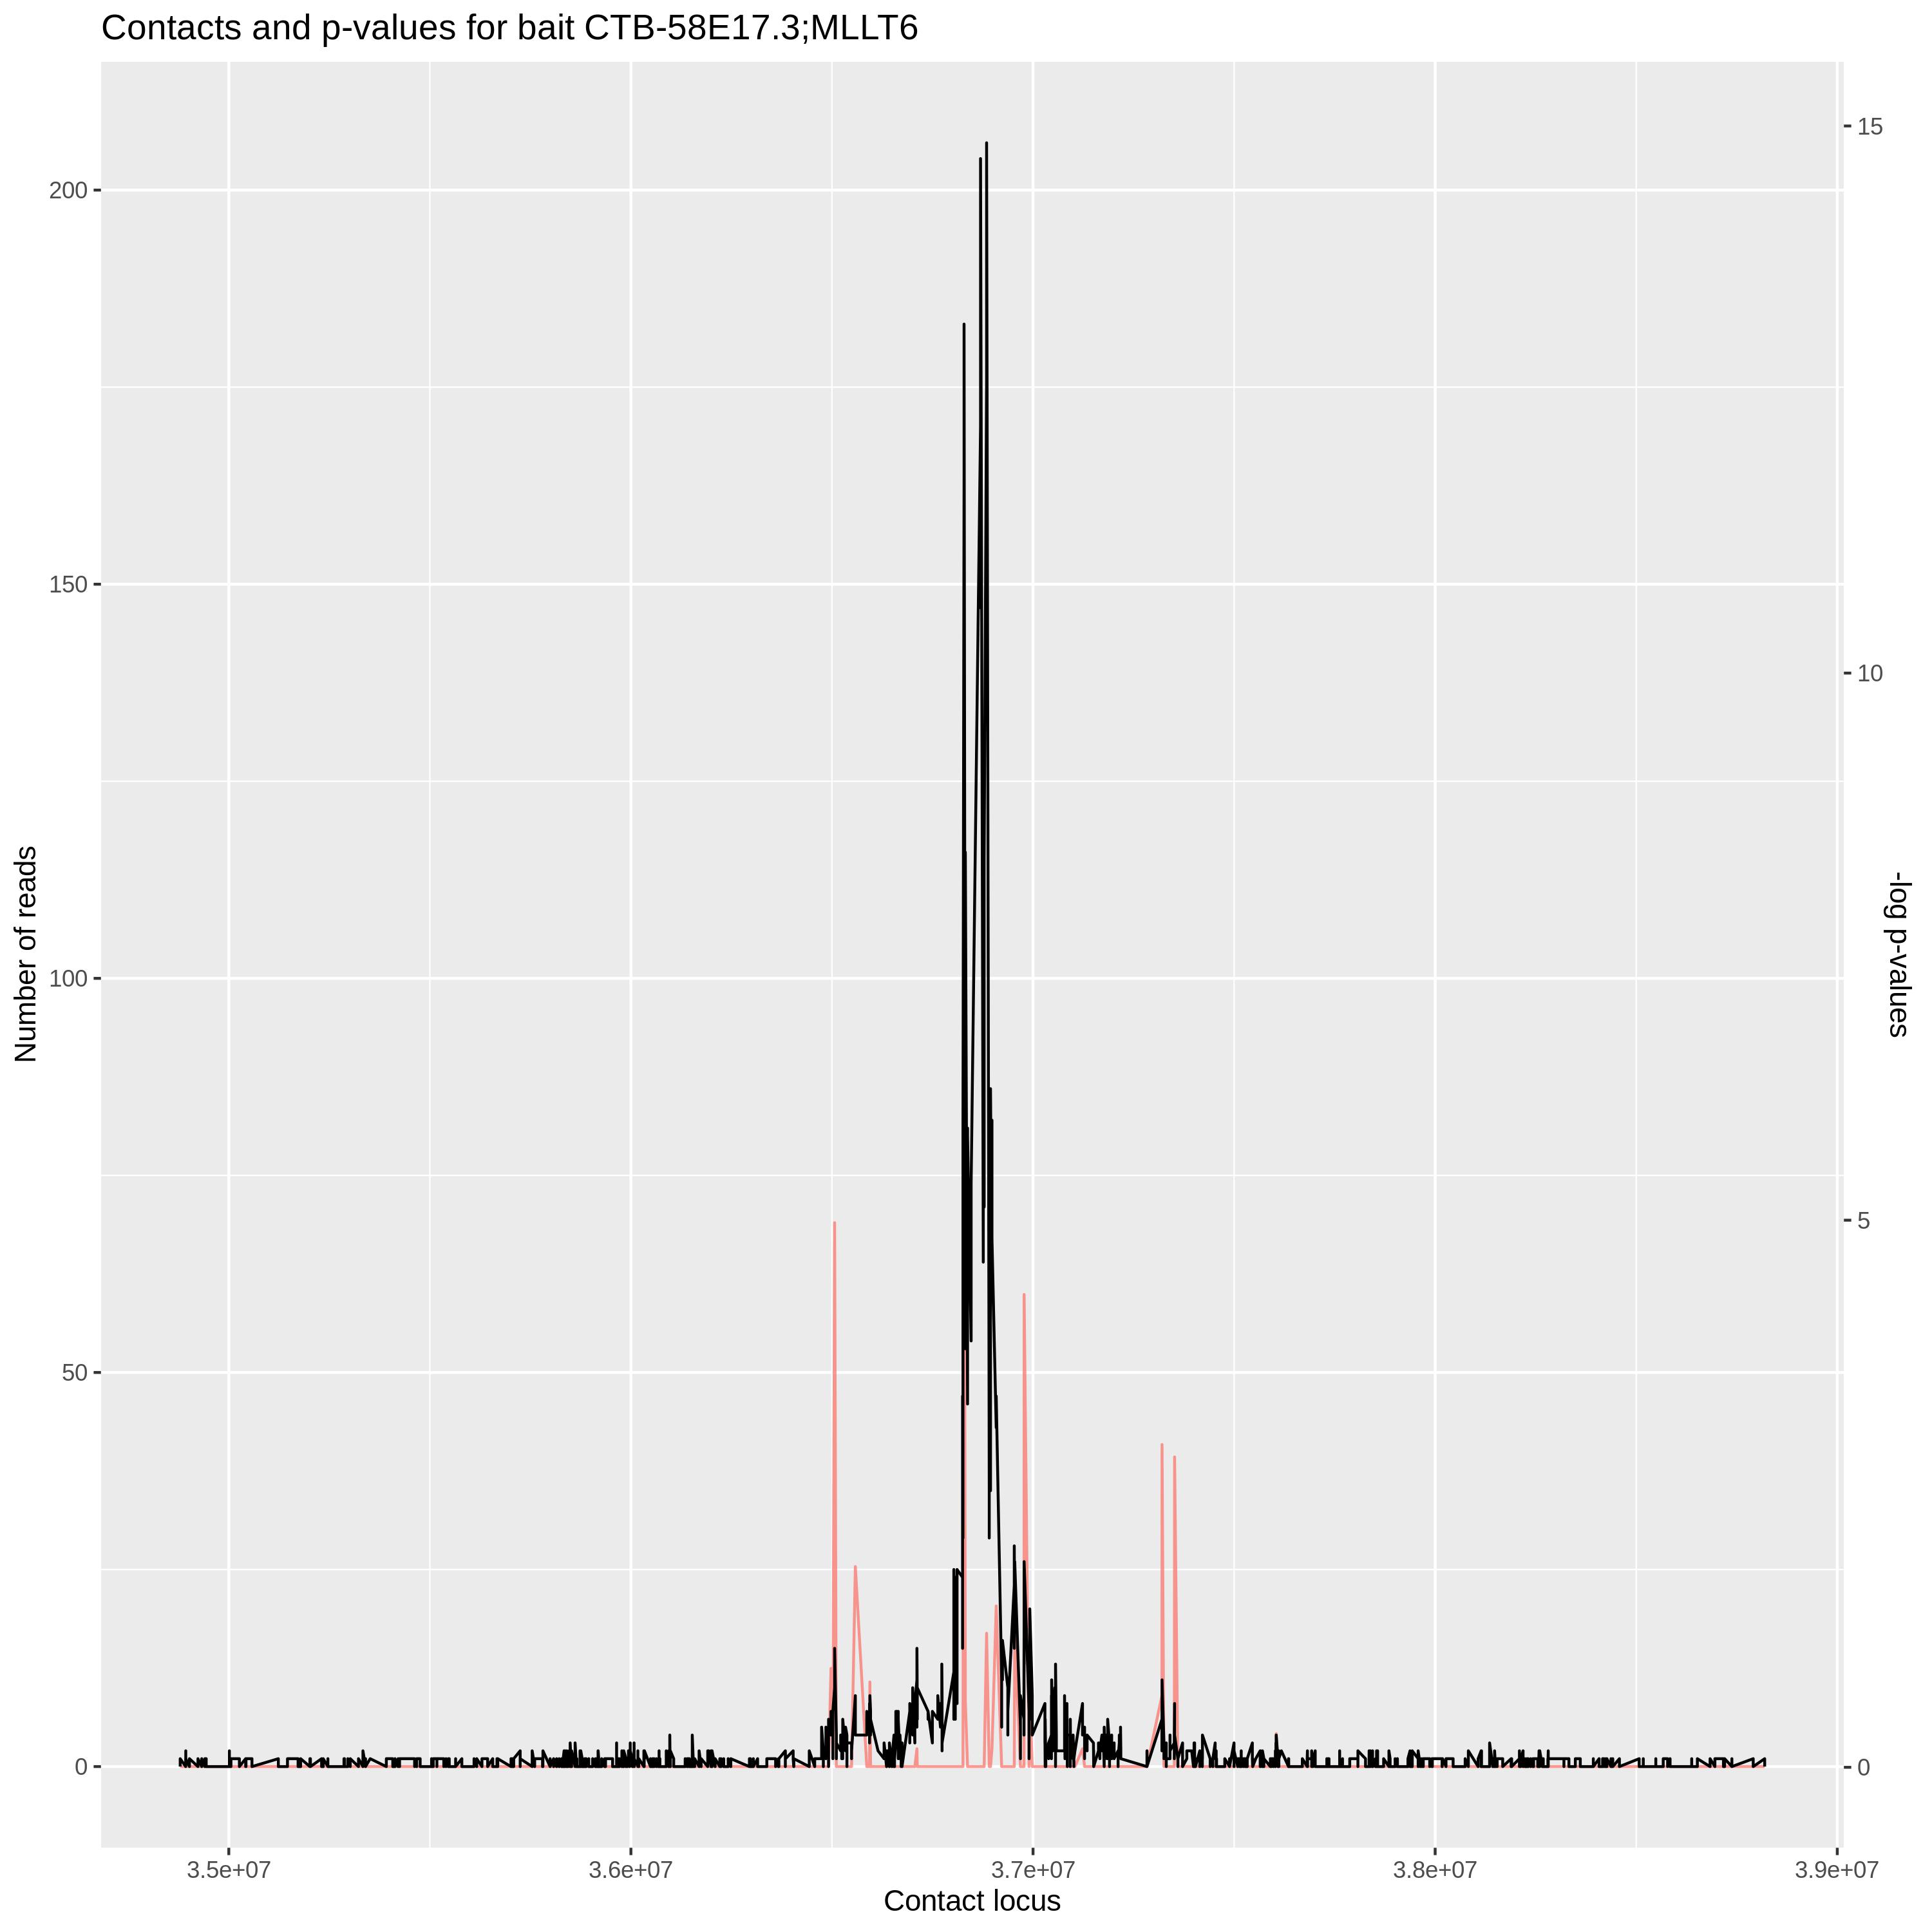 Contacts and p-values for bait CTB-58E17.3;MLLT6
Number of reads
200
150
100
50
0
15
10
5
0
-log p-values
3.5e+07 3.6e+07 3.7e+07 3.8e+07 3.9e+07
Contact locus